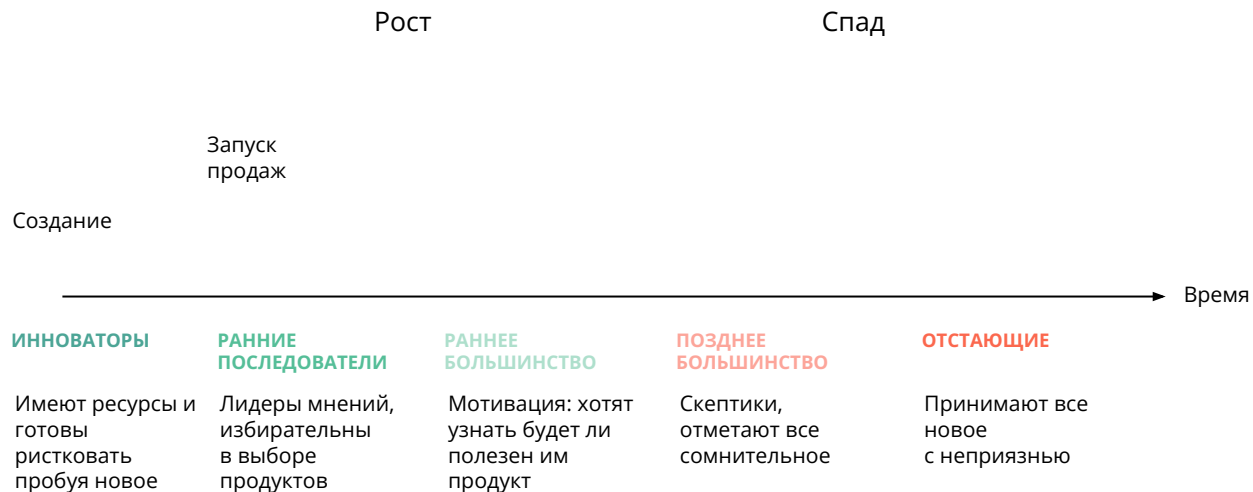 Рост
Спад
Запуск
продаж
Создание
Время
ИННОВАТОРЫ
Имеют ресурсы и
готовы
ристковать
пробуя новое
РАННИЕ
ПОСЛЕДОВАТЕЛИ
Лидеры мнений,
избирательны
в выборе
продуктов
РАННЕЕ
БОЛЬШИНСТВО
Мотивация: хотят
узнать будет ли
полезен им
продукт
ПОЗДНЕЕ
БОЛЬШИНСТВО
Скептики,
отметают все
сомнительное
ОТСТАЮЩИЕ
Принимают все
новое
с неприязнью